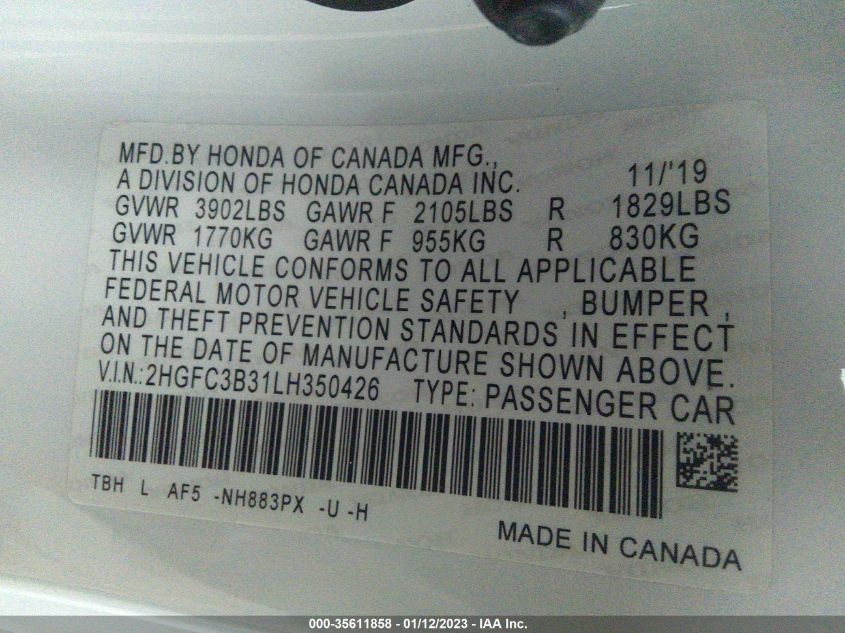 MFD.BY HONDA OF CANADA MFG.,
A DIVISION OF HONDA CANADA INC. 11/'19
GVWR 3902LBS GAWR F 2105LBS R 1829LBS
GVWR 1770KG GAWR F 955KG R 830KG
THIS VEHICLE CONFORMS TO ALL APPLICABLE
FEDERAL MOTOR VEHICLE SAFETY , BUMPER ,
AND THEFT PREVENTION STANDARDS IN EFFECT
ON THE DATE OF MANUFACTURE SHOWN ABOVE.
V.I.N.:2HGFC3B31LH350426 TYPE: PASSENGER CAR
TBH L AF5 -NH883PX -U -H
MADE IN CANADA
000-35611858 - 01/12/2023 - IAA Inc.